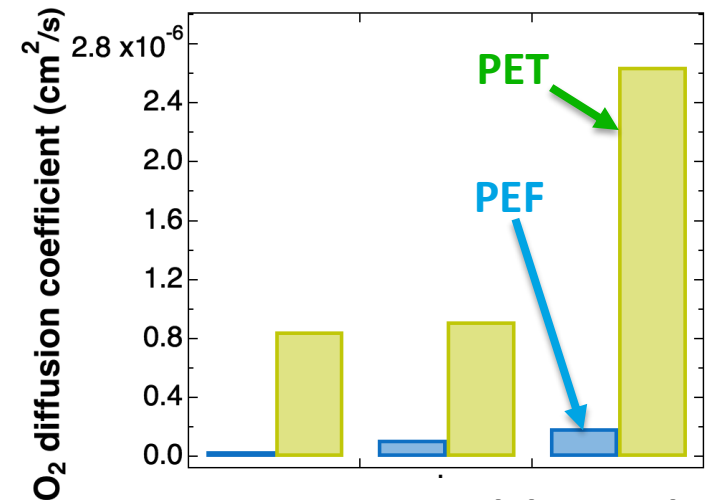 O₂ diffusion coefficient (cm²/s)
2.8 x10⁻⁶
2.4
2.0
1.6
1.2
0.8
0.4
0.0
PET
PEF